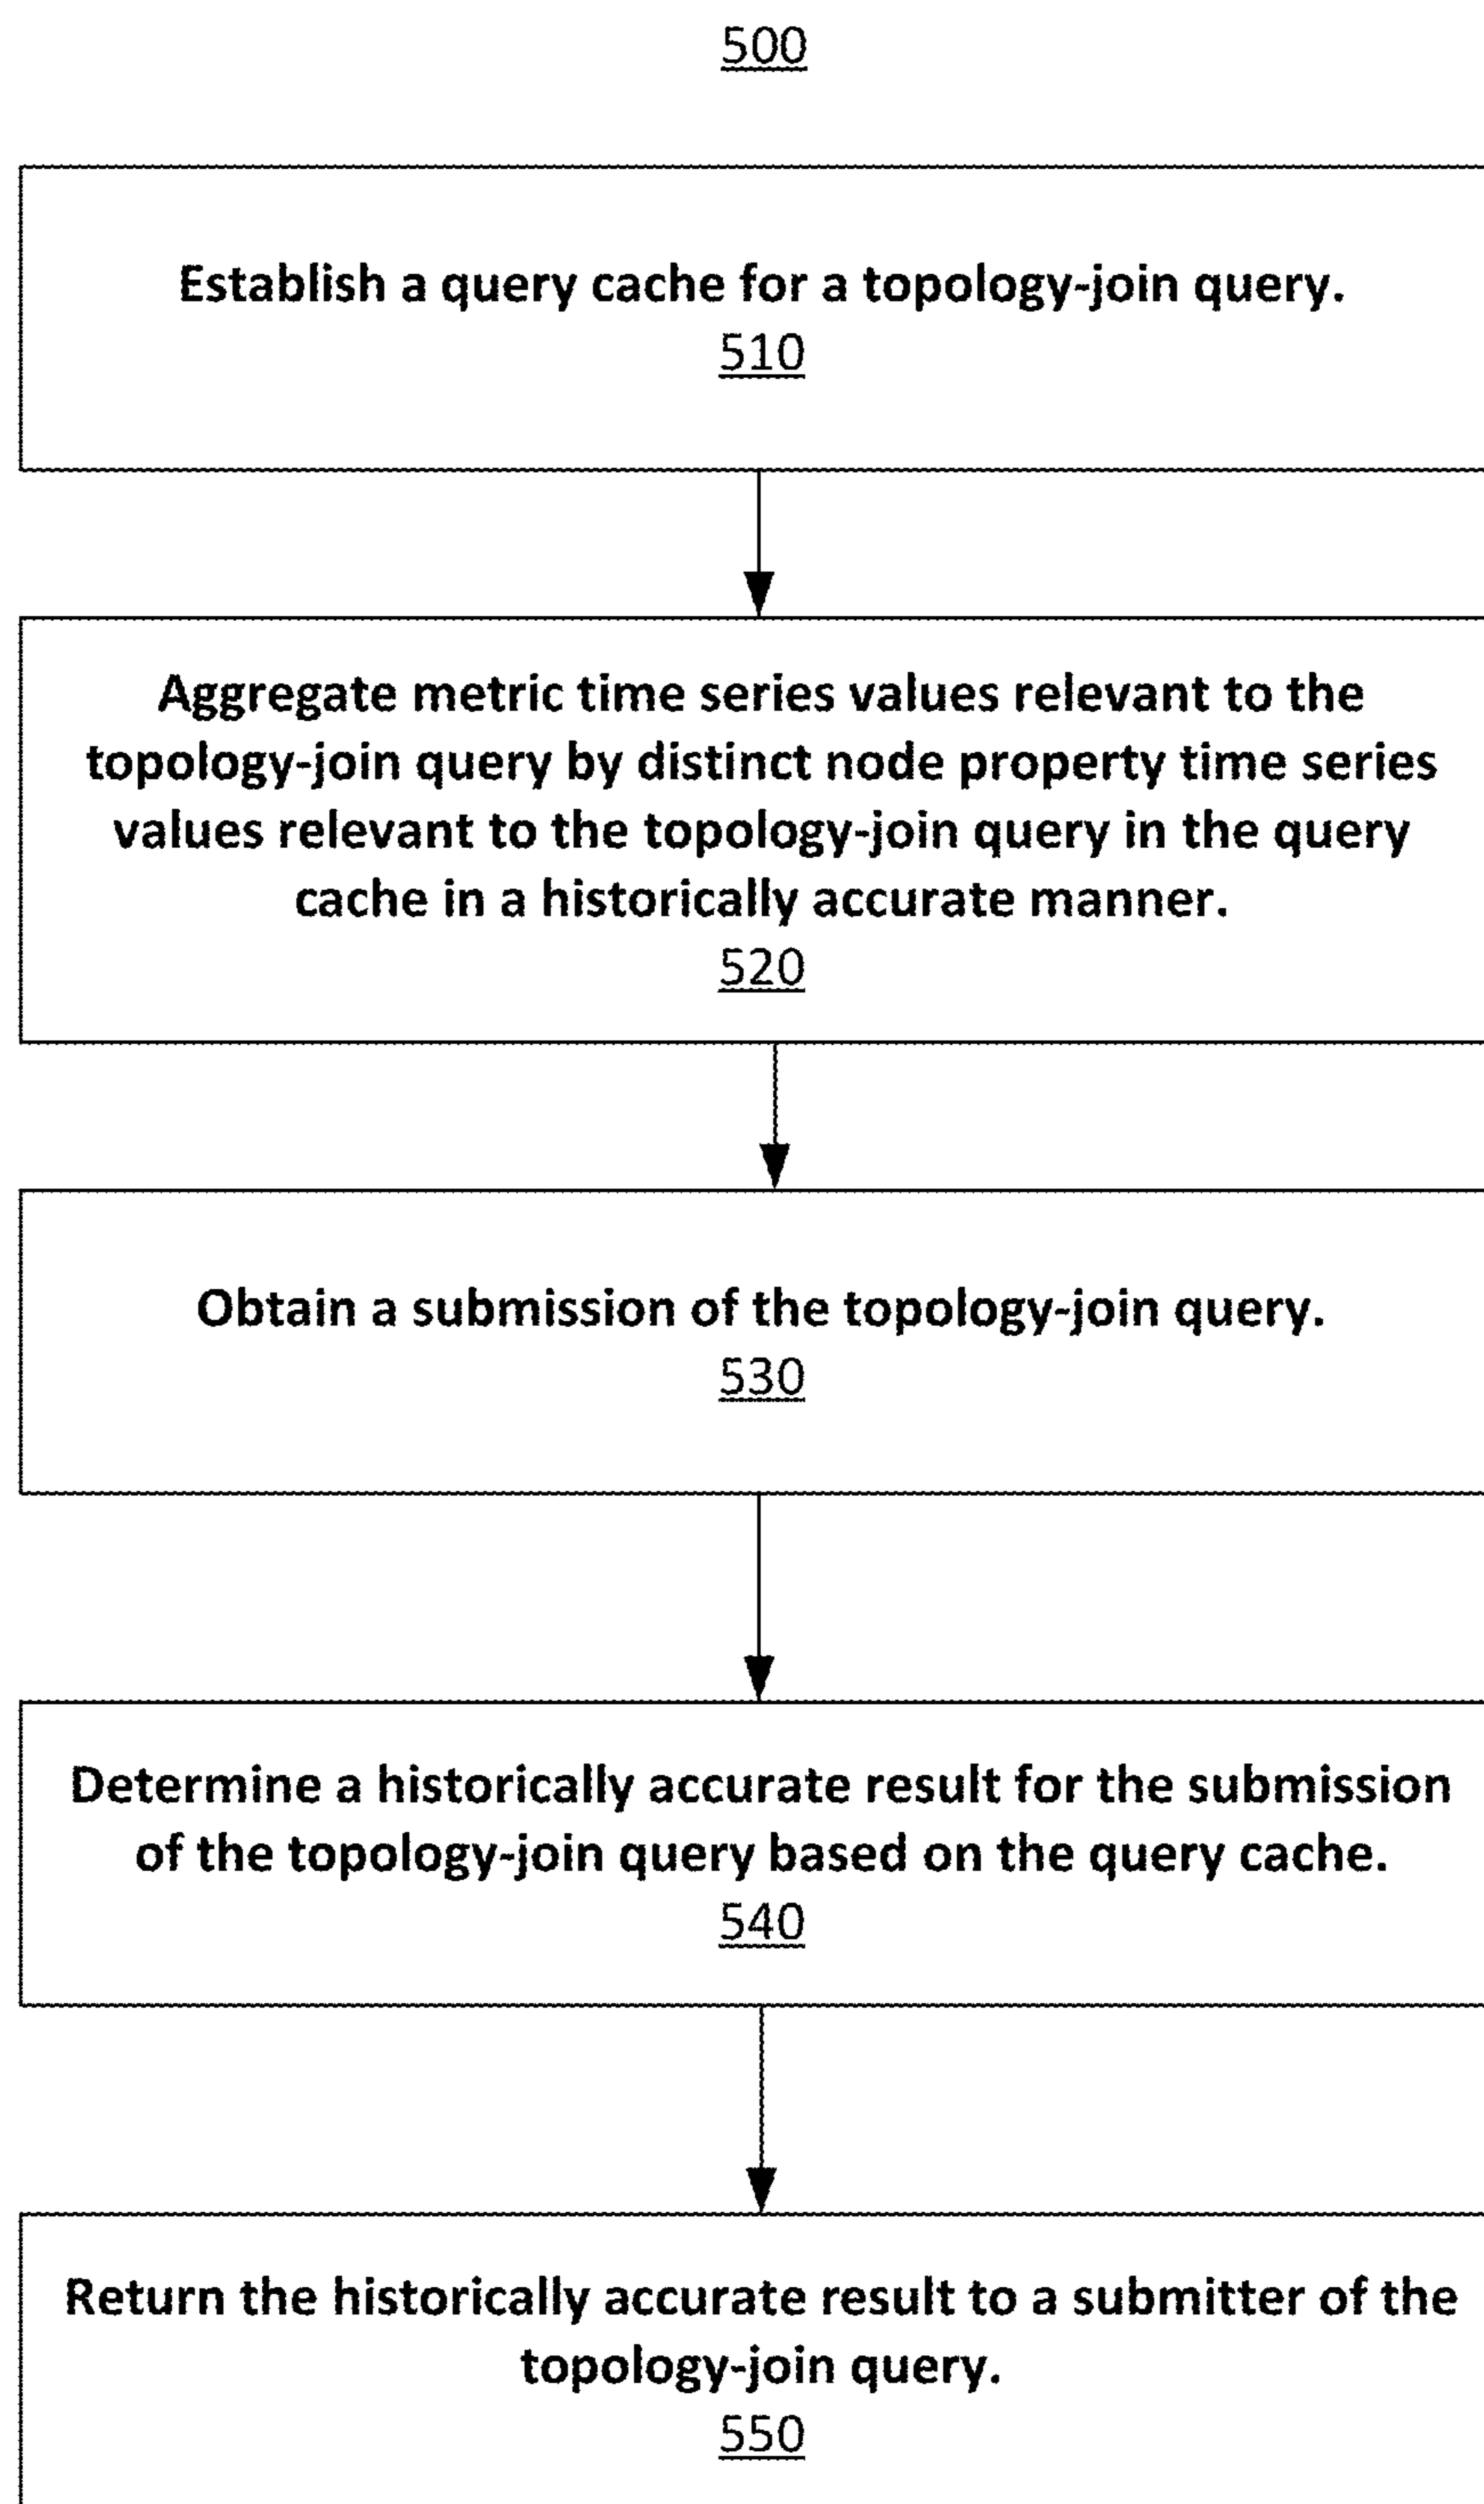 500
Establish a query cache for a topology-join query.
510
Aggregate metric time series values relevant to the
topology-join query by distinct node property time series
values relevant to the topology-join query in the query
cache in a historically accurate manner.
520
Obtain a submission of the topology-join query.
530
Determine a historically accurate result for the submission
of the topology-join query based on the query cache.
540
Return the historically accurate result to a submitter of the
topology-join query.
550